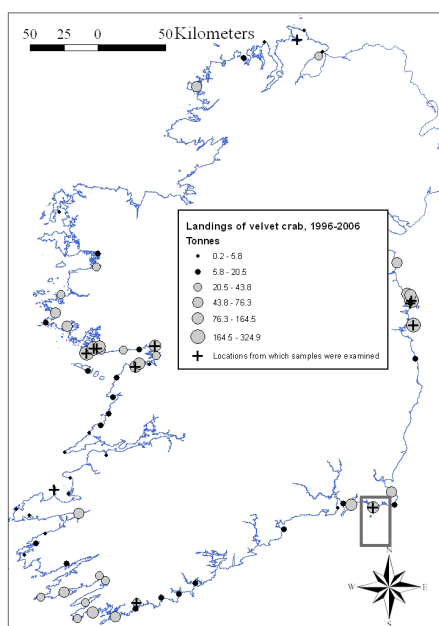 50 25 0 50 Kilometers
Landings of velvet crab, 1996-2006
Tonnes
0.2 - 5.8
5.8 - 20.5
20.5 - 43.8
43.8 - 76.3
76.3 - 164.5
164.5 - 324.9
Locations from which samples were examined
N
W E
S